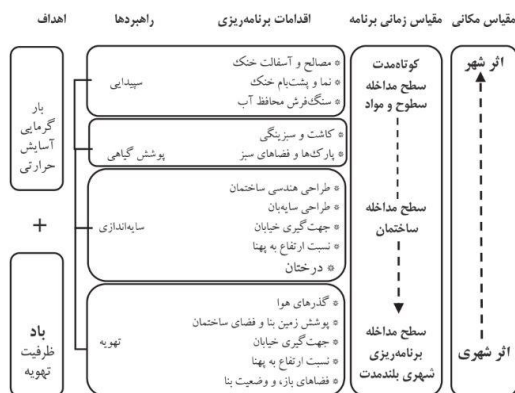 مقیاس مکانی
مقیاس زمانی برنامه
اقدامات برنامه‌ریزی
راهبردها
اهداف
اثر شهر
اثر شهری
کوتاه‌مدت
سطح مداخله
سطوح و مواد
سطح مداخله
ساختمان
سطح مداخله
برنامه‌ریزی
شهری بلندمدت
* مصالح و آسفالت خنک
* نما و پشت‌بام خنک
* سنگ‌فرش محافظ آب
سپیدایی
* کاشت و سبزینگی
* پارک‌ها و فضاهای سبز
پوشش گیاهی
* طراحی هندسی ساختمان
* طراحی سایه‌بان
* جهت‌گیری خیابان
* نسبت ارتفاع به پهنا
* درختان
سایه‌اندازی
* گذرهای هوا
* پوشش زمین بنا و فضای ساختمان
* جهت‌گیری خیابان
* نسبت ارتفاع به پهنا
* فضاهای باز، و وضعیت بنا
تهویه
بار
گرمایی
آسایش
حرارتی
+
باد
ظرفیت
تهویه